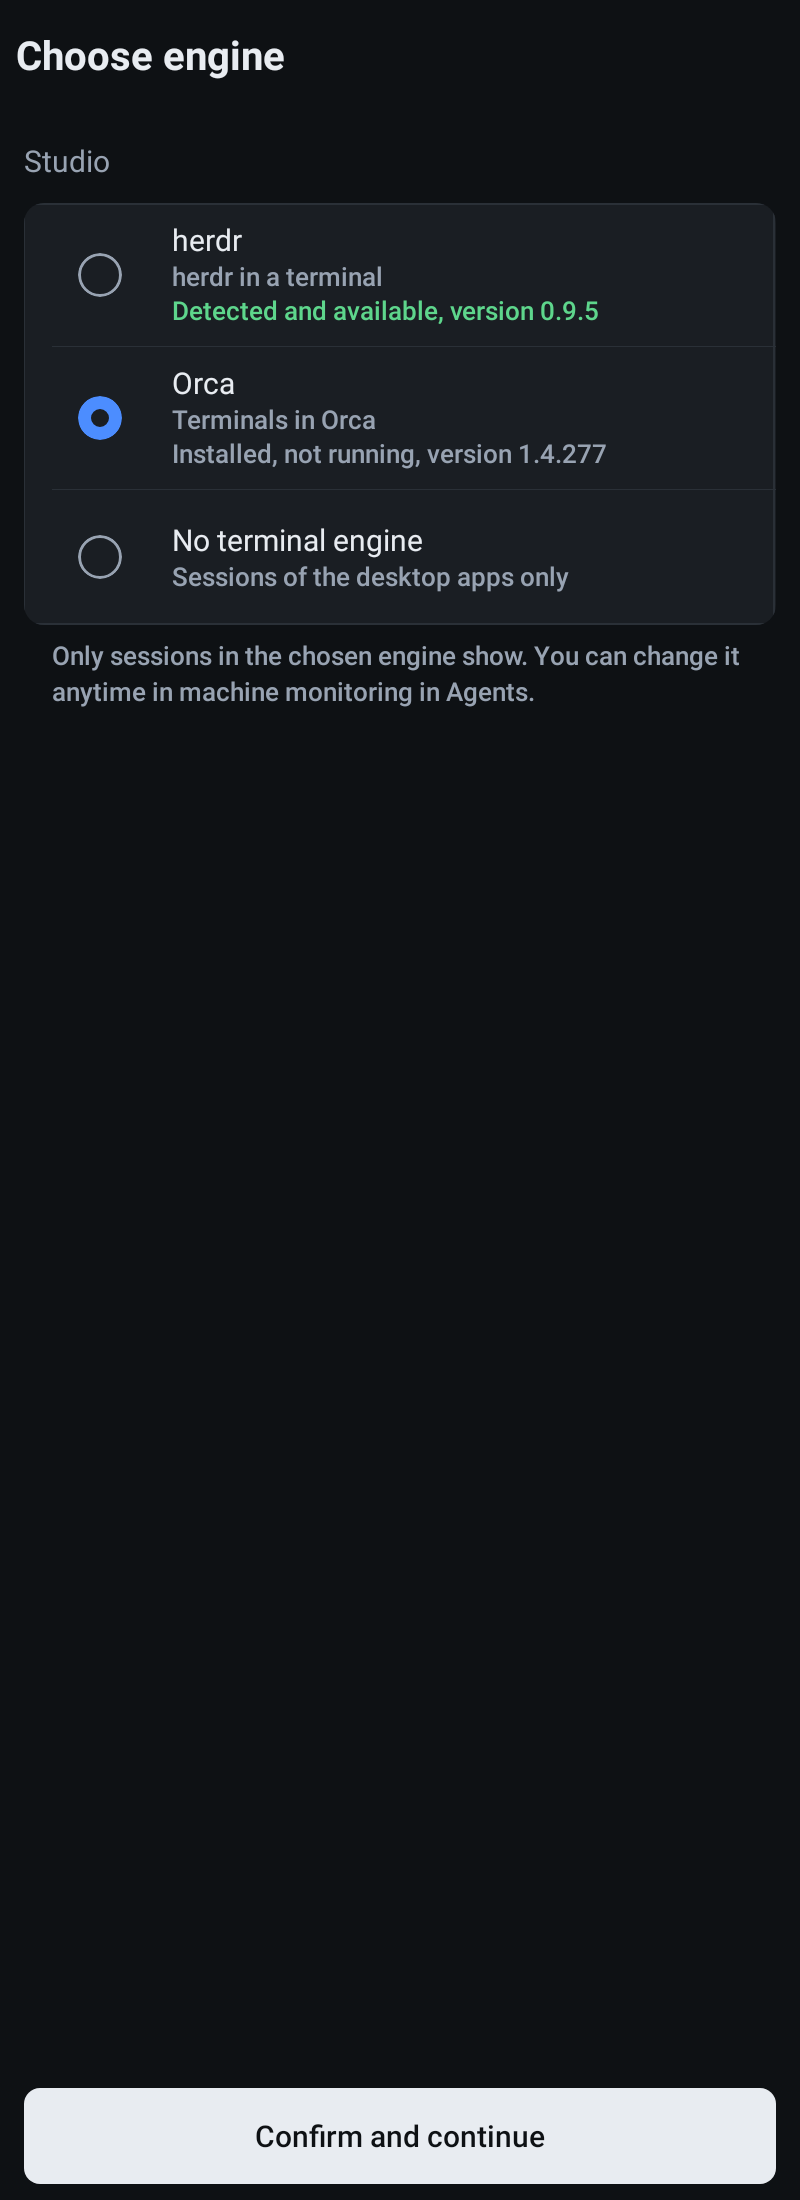 Choose engine
Studio
herdr
herdr in a terminal
Detected and available, version 0.9.5
Orca
Terminals in Orca
Installed, not running, version 1.4.277
No terminal engine
Sessions of the desktop apps only
Only sessions in the chosen engine show. You can change it
anytime in machine monitoring in Agents.
Confirm and continue